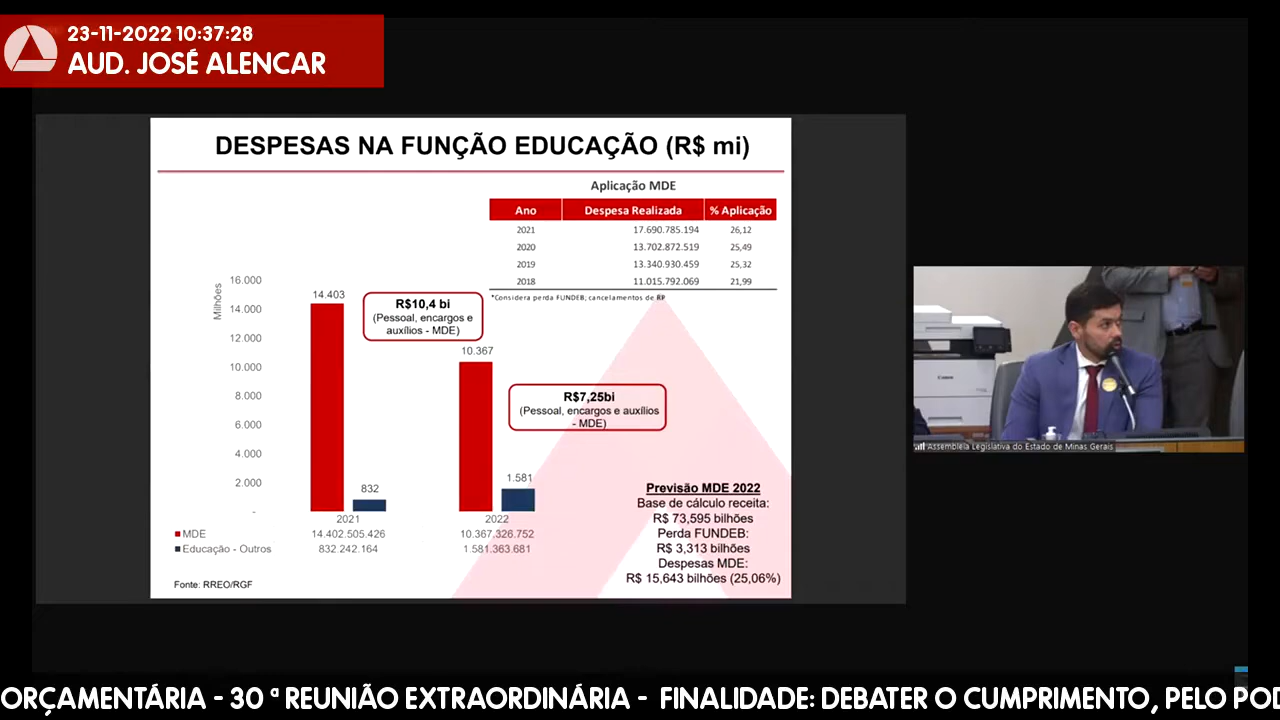 23-11-2022 10:37:28
AUD. JOSÉ ALENCAR
DESPESAS NA FUNÇÃO EDUCAÇÃO (R$ mi)
Aplicação MDE
Ano Despesa Realizada % Aplicação
2021 17.690.785.194 26,12
2020 13.702.872.519 25,49
2019 13.340.930.459 25,32
2018 11.015.792.069 21,99
*Considera perda FUNDEB; cancelamentos de RP
Milhões
16.000
14.000
12.000
10.000
8.000
6.000
4.000
2.000
-
14.403
832
10.367
1.581
R$10,4 bi
(Pessoal, encargos e
auxílios - MDE)
R$7,25bi
(Pessoal, encargos e auxílios
- MDE)
2021 2022
MDE 14.402.505.426 10.367.326.752
Educação - Outros 832.242.164 1.581.363.681
Fonte: RREO/RGF
Previsão MDE 2022
Base de cálculo receita:
R$ 73,595 bilhões
Perda FUNDEB:
R$ 3,313 bilhões
Despesas MDE:
R$ 15,643 bilhões (25,06%)
Canon
Assembleia Legislativa do Estado de Minas Gerais
ORÇAMENTÁRIA - 30 ª REUNIÃO EXTRAORDINÁRIA - FINALIDADE: DEBATER O CUMPRIMENTO, PELO POD